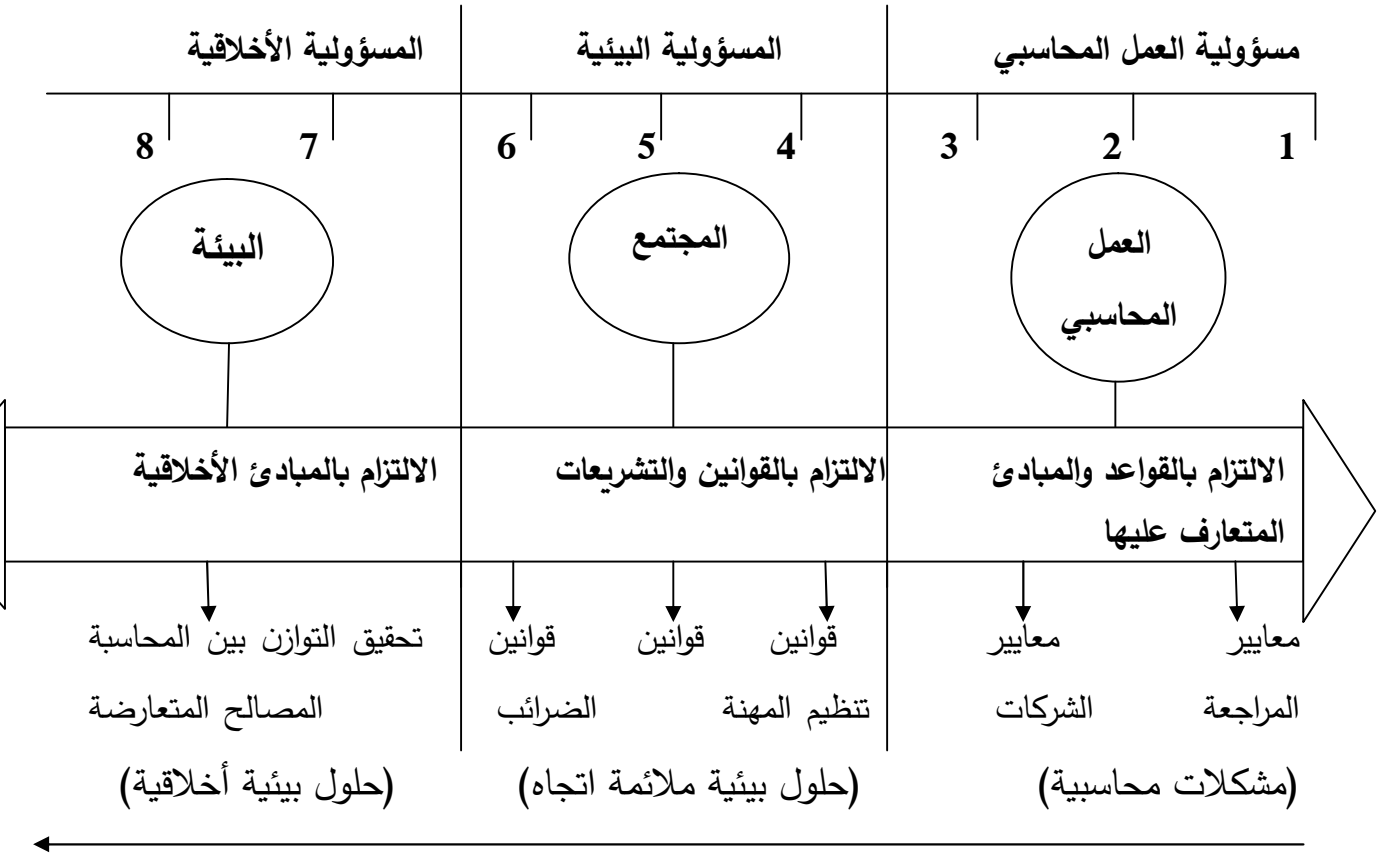 مسؤولية العمل المحاسبي
المسؤولية البيئية
المسؤولية الأخلاقية
1 2 3
4 5 6
7 8
العمل
المحاسبي
المجتمع
البيئة
الالتزام بالقواعد والمبادئ
المتعارف عليها
الالتزام بالقوانين والتشريعات
الالتزام بالمبادئ الأخلاقية
معايير
المراجعة
معايير
الشركات
قوانين
تنظيم المهنة
قوانين
قوانين
الضرائب
تحقيق التوازن بين المحاسبة
المصالح المتعارضة
(مشكلات محاسبية)
(حلول بيئية ملائمة اتجاه)
(حلول بيئية أخلاقية)